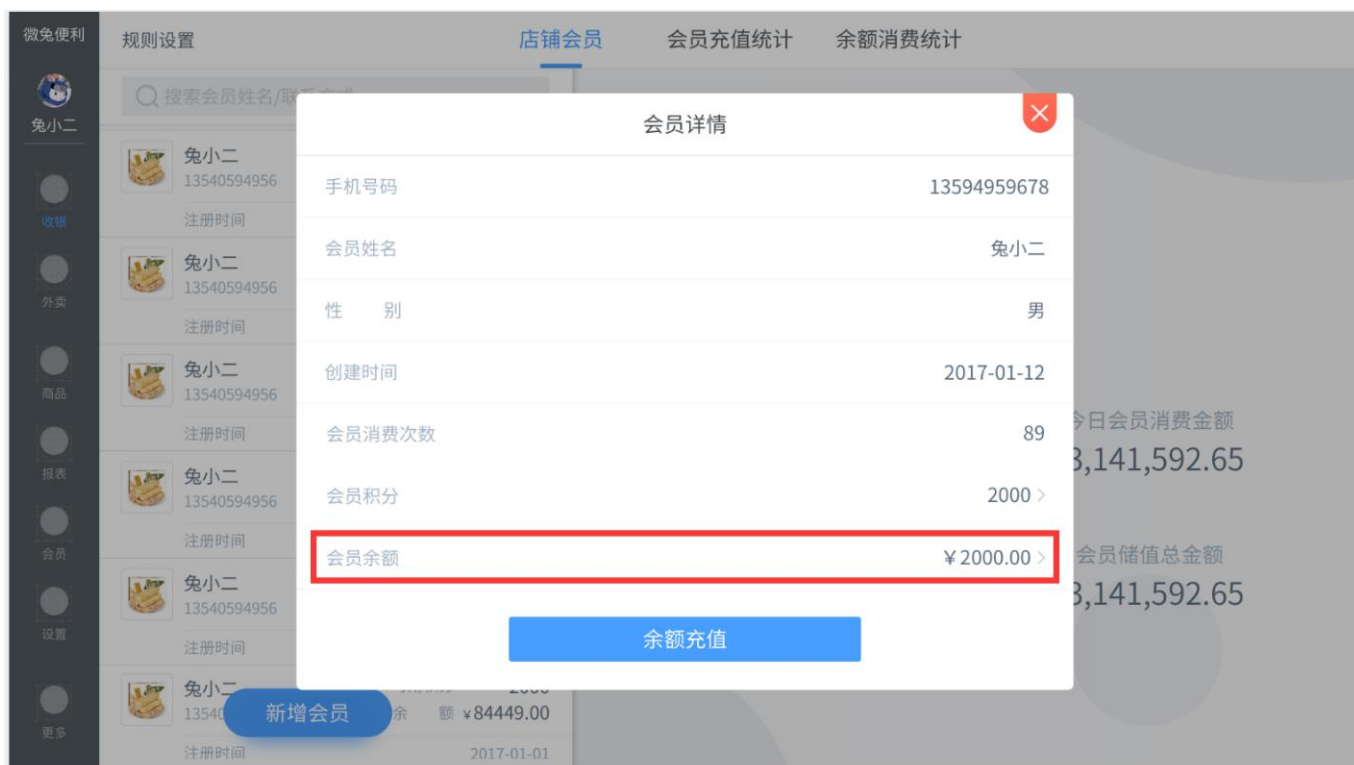 微兔便利
兔小二
收银
外卖
商品
报表
会员
设置
更多
规则设置 店铺会员 会员充值统计 余额消费统计
搜索会员姓名/联
兔小二
13540594956
注册时间
兔小二
13540594956
注册时间
兔小二
13540594956
注册时间
兔小二
13540594956
注册时间
兔小二
13540594956
注册时间
兔小二
1354
余 额 ¥84449.00
注册时间 2017-01-01
新增会员
会员详情
手机号码 13594959678
会员姓名 兔小二
性 别 男
创建时间 2017-01-12
会员消费次数 89
会员积分 2000 >
会员余额 ¥2000.00 >
余额充值
今日会员消费金额
3,141,592.65
会员储值总金额
3,141,592.65